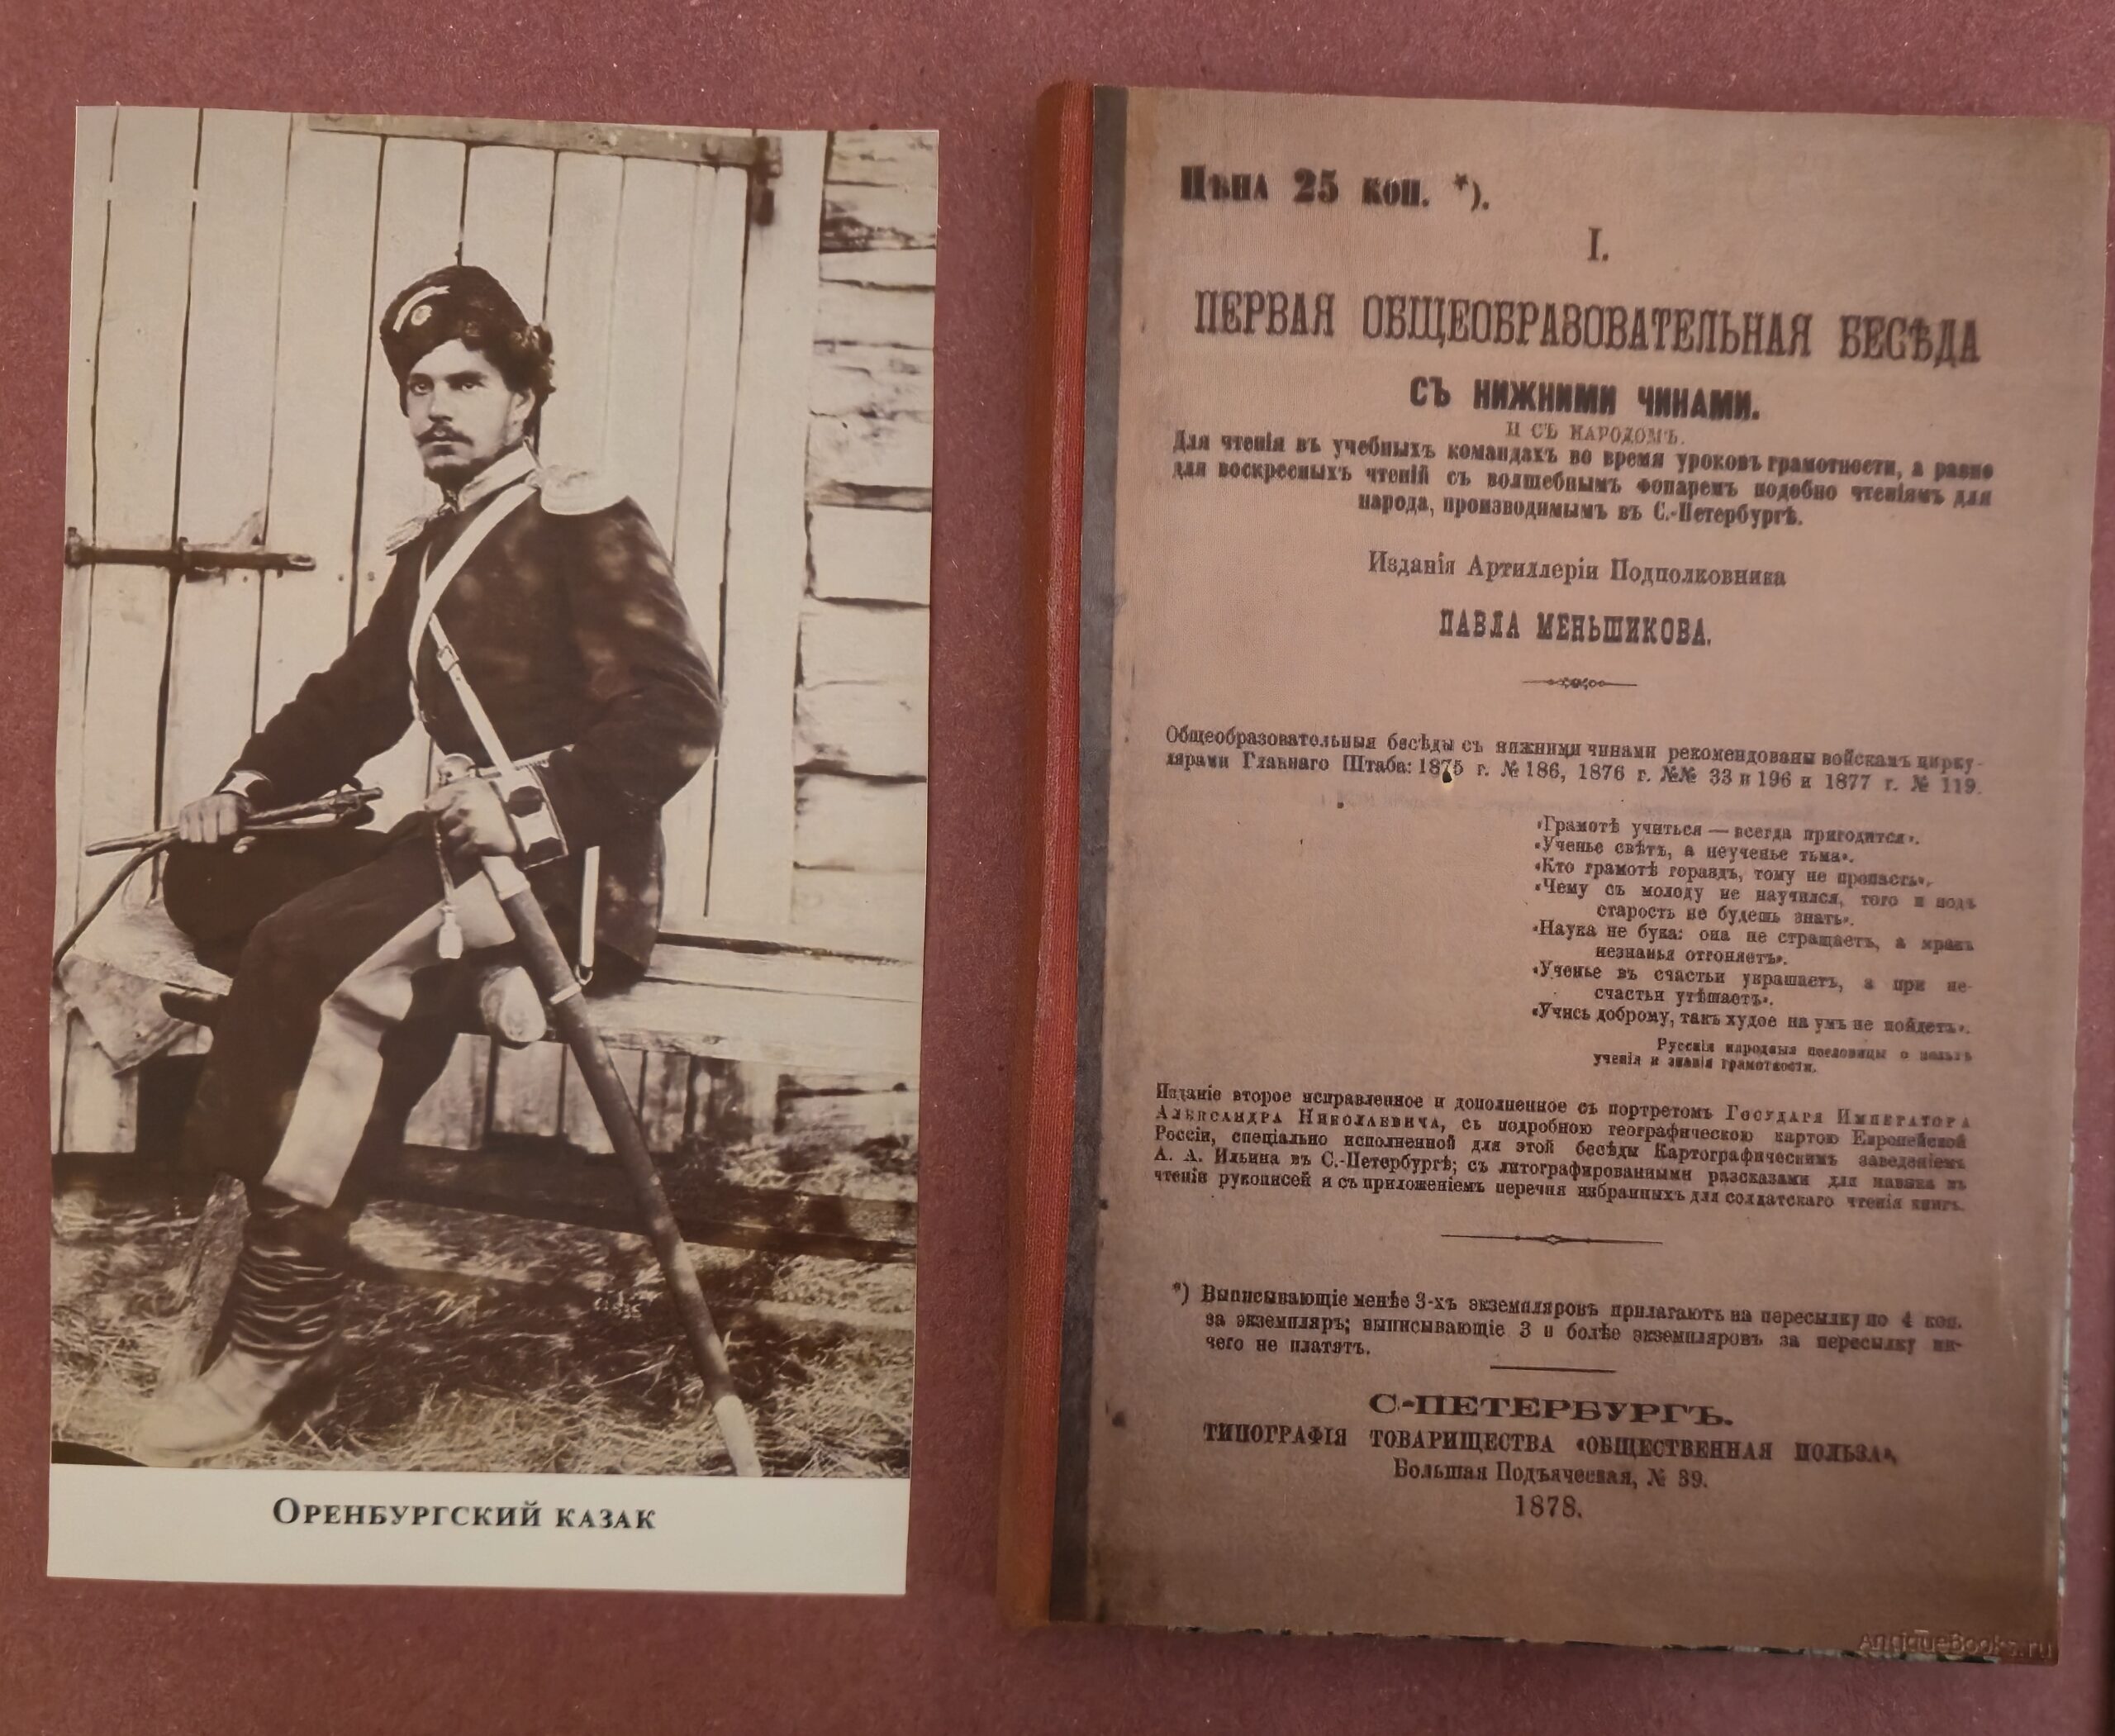 Оренбургский казак
Цѣна 25 коп. *).
I.
ПЕРВАЯ ОБЩЕОБРАЗОВАТЕЛЬНАЯ БЕСѢДА
СЪ НИЖНИМИ ЧИНАМИ.
И СЪ НАРОДОМЪ.
Для чтенія въ учебныхъ командахъ во время уроковъ грамотности, а равно
для воскресныхъ чтеній съ волшебнымъ фонаремъ подобно чтеніямъ для
народа, производимымъ въ С.-Петербургѣ.
Изданія Артиллеріи Подполковника
ПАВЛА МЕНЬШИКОВА.
Общеобразовательныя бесѣды съ нижними чинами рекомендованы войскамъ цирку-
лярами Главнаго Штаба: 1875 г. № 186, 1876 г. №№ 33 и 196 и 1877 г. № 119.
«Грамотѣ учиться — всегда пригодится».
«Ученье свѣтъ, а неученье тьма».
«Кто грамотѣ гораздъ, тому не пропасть».
«Чему съ молоду не научился, того и подъ
старость не будешь знать».
«Наука не бука: она не стращаетъ, а мракъ
незнанья отгоняетъ».
«Ученье въ счастьи украшаетъ, а при не-
счастьи утѣшаетъ».
«Учись доброму, такъ худое на умъ не пойдетъ».
Русскія народныя пословицы о пользѣ
ученія и знанія грамотности.
Изданіе второе исправленное и дополненное съ портретомъ Государя Императора
Александра Николаевича, съ подробною географическою картою Европейской
Россіи, спеціально исполненной для этой бесѣды Картографическимъ заведеніемъ
А. А. Ильина въ С.-Петербургѣ; съ литографированными разсказами для навыка въ
чтеніи рукописей и съ приложеніемъ перечня избранныхъ для солдатскаго чтенія книгъ.
*) Выписывающіе менѣе 3-хъ экземпляровъ прилагаютъ на пересылку по 4 коп.
за экземпляръ; выписывающіе 3 и болѣе экземпляровъ за пересылку ни-
чего не платятъ.
С-ПЕТЕРБУРГЪ.
ТИПОГРАФІЯ ТОВАРИЩЕСТВА «ОБЩЕСТВЕННАЯ ПОЛЬЗА»,
Большая Подъяческая, № 39.
1878.
AntiqueBooks.ru